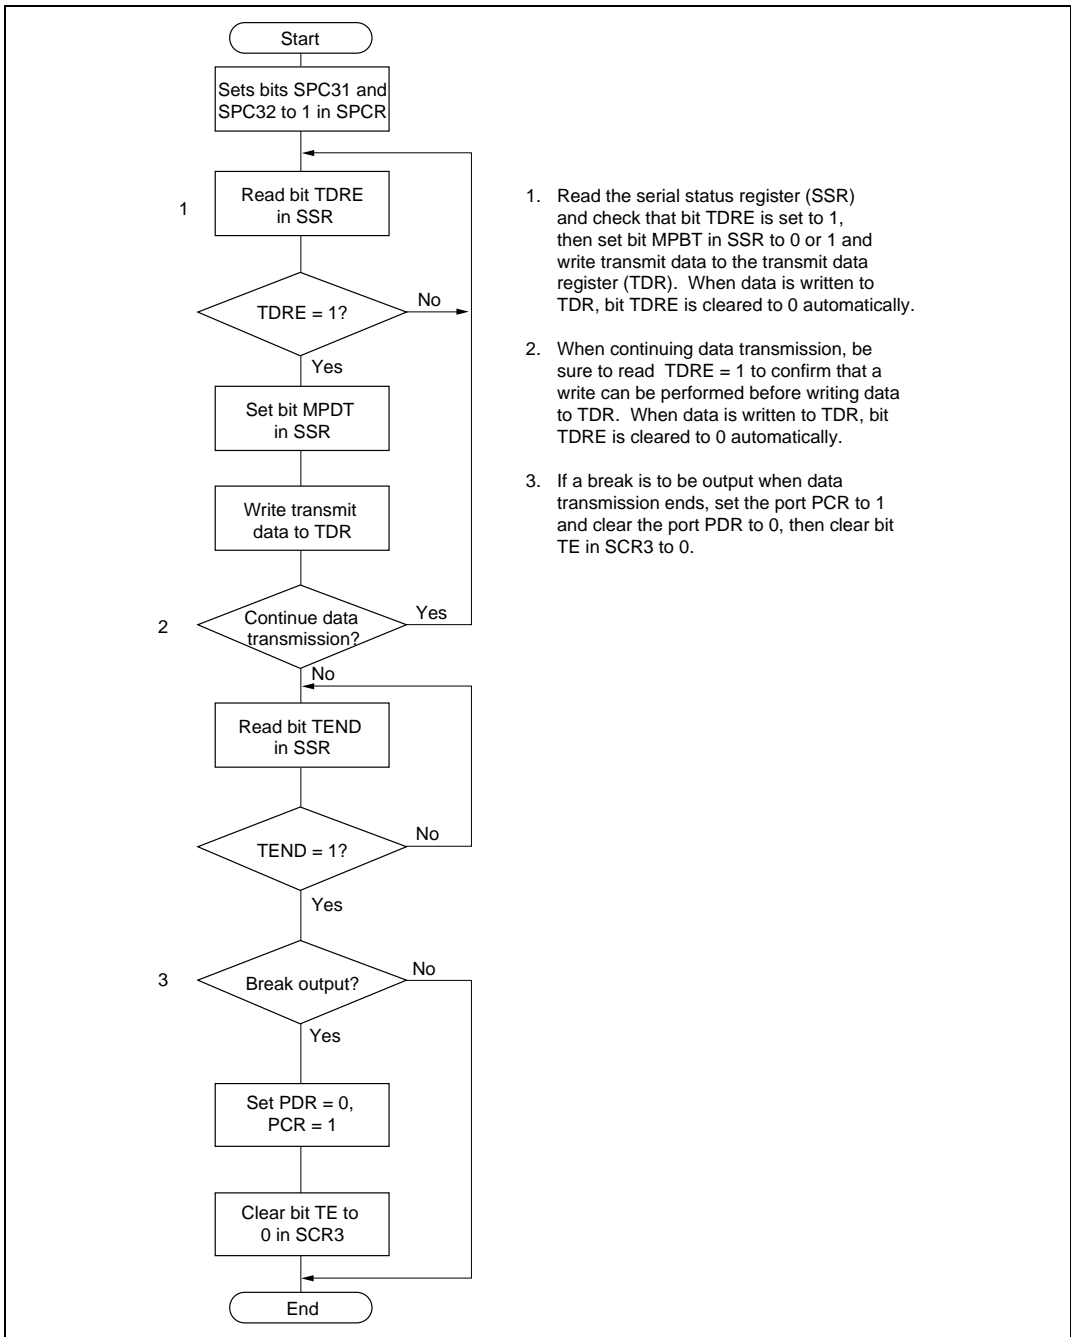 Start
Sets bits SPC31 and
SPC32 to 1 in SPCR
1
Read bit TDRE
in SSR
TDRE = 1?
No
Yes
Set bit MPDT
in SSR
Write transmit
data to TDR
2
Continue data
transmission?
Yes
No
Read bit TEND
in SSR
TEND = 1?
No
Yes
3
Break output?
No
Yes
Set PDR = 0,
PCR = 1
Clear bit TE to
0 in SCR3
End
1. Read the serial status register (SSR)
and check that bit TDRE is set to 1,
then set bit MPBT in SSR to 0 or 1 and
write transmit data to the transmit data
register (TDR). When data is written to
TDR, bit TDRE is cleared to 0 automatically.
2. When continuing data transmission, be
sure to read TDRE = 1 to confirm that a
write can be performed before writing data
to TDR. When data is written to TDR, bit
TDRE is cleared to 0 automatically.
3. If a break is to be output when data
transmission ends, set the port PCR to 1
and clear the port PDR to 0, then clear bit
TE in SCR3 to 0.